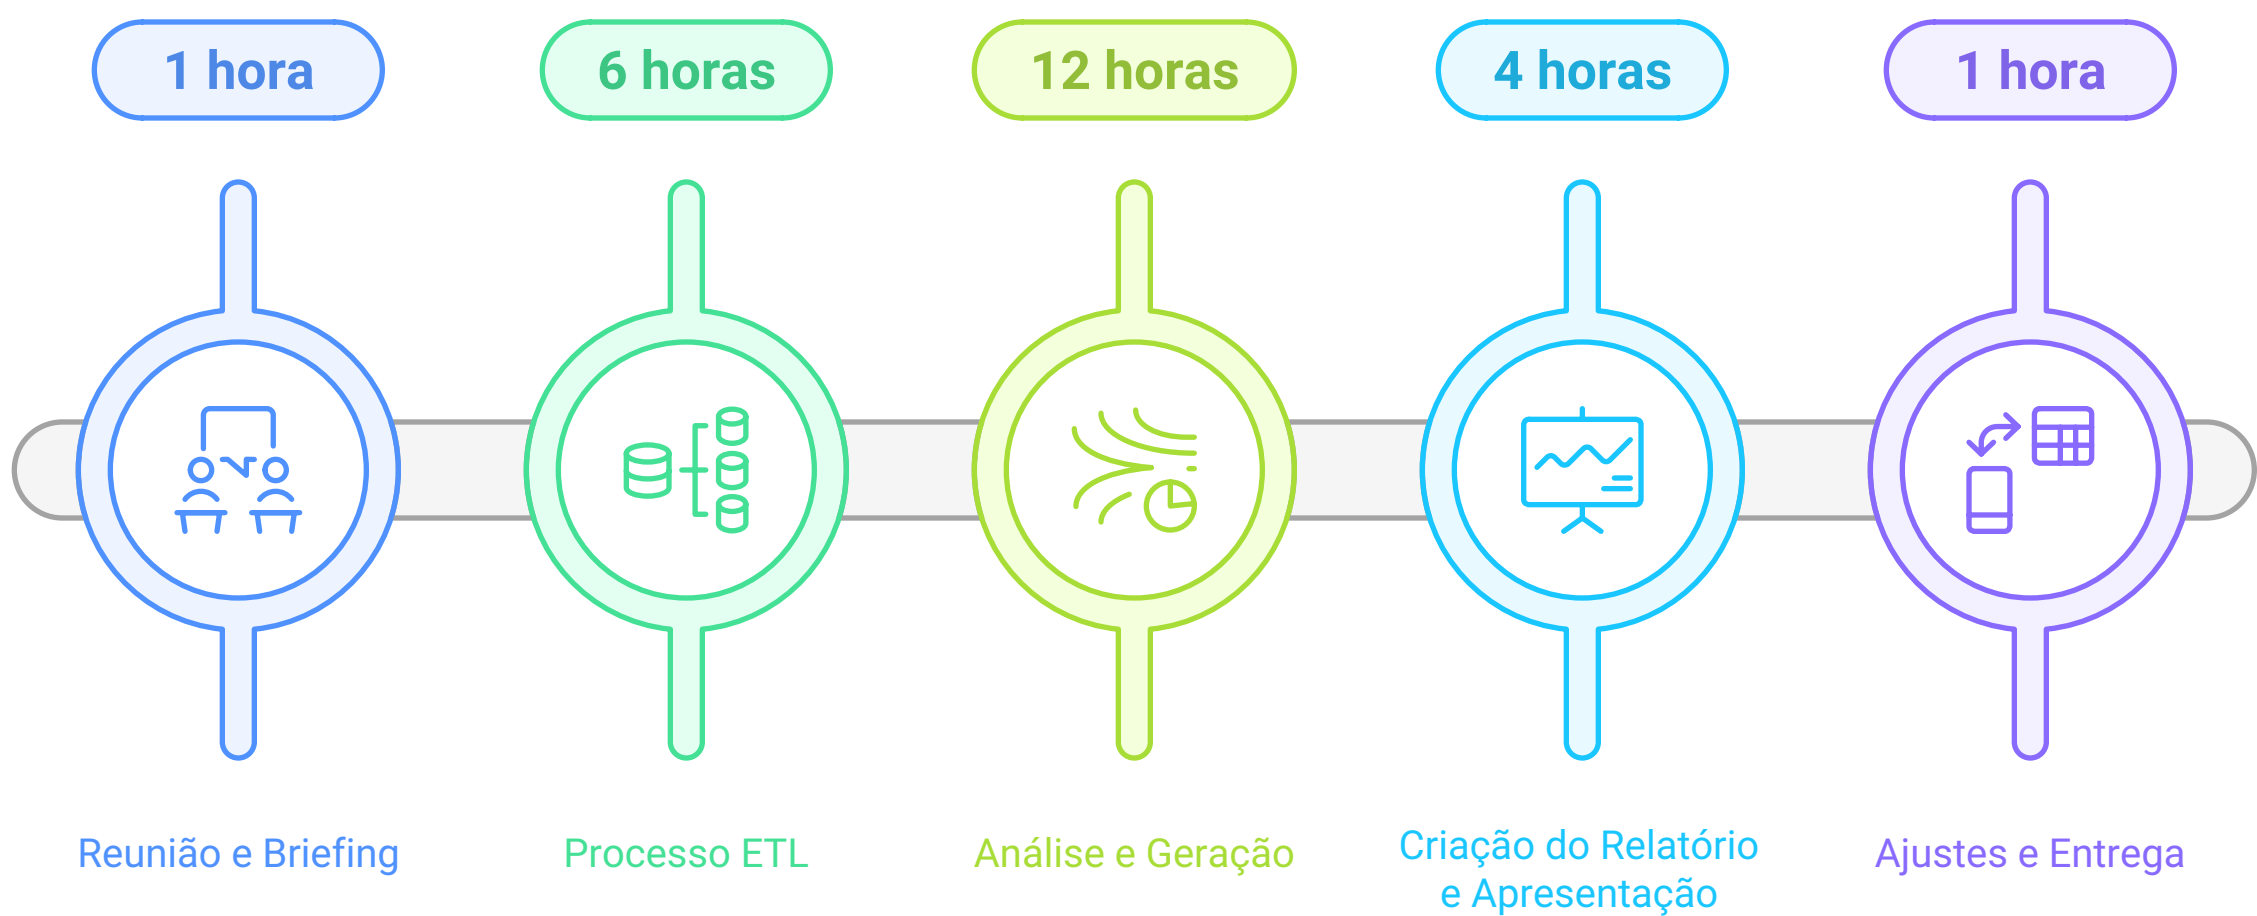 1 hora
6 horas
12 horas
4 horas
1 hora
Reunião e Briefing
Processo ETL
Análise e Geração
Criação do Relatório
e Apresentação
Ajustes e Entrega